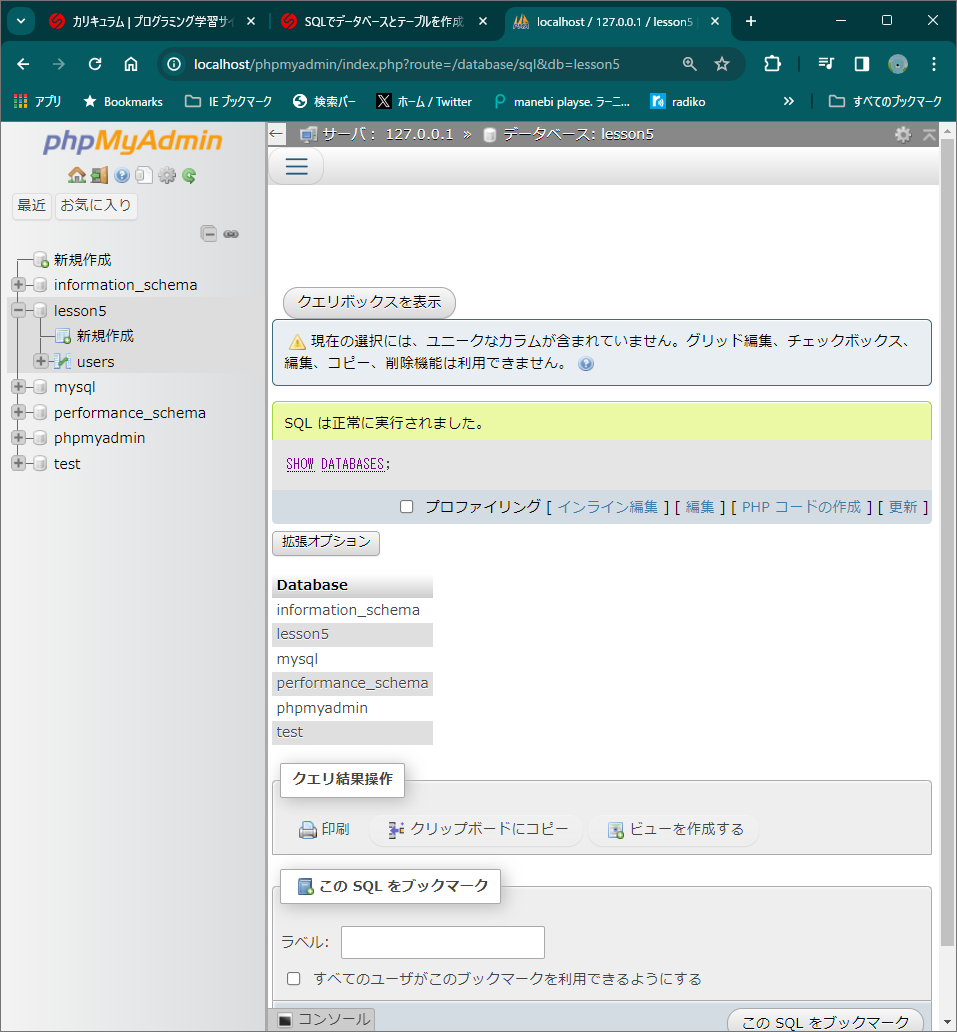 カリキュラム | プログラミング学習サイ
SQLでデータベースとテーブルを作成
localhost / 127.0.0.1 / lesson5
localhost/phpmyadmin/index.php?route=/database/sql&db=lesson5
アプリ
Bookmarks
IE ブックマーク
検索バー
ホーム / Twitter
manebi playse. ラーニ...
radiko
»
すべてのブックマーク
phpMyAdmin
最近
お気に入り
新規作成
information_schema
lesson5
新規作成
users
mysql
performance_schema
phpmyadmin
test
サーバ: 127.0.0.1 » データベース: lesson5
クエリボックスを表示
現在の選択には、ユニークなカラムが含まれていません。グリッド編集、チェックボックス、
編集、コピー、削除機能は利用できません。
SQL は正常に実行されました。
SHOW DATABASES;
プロファイリング [ インライン編集 ] [ 編集 ] [ PHP コードの作成 ] [ 更新 ]
拡張オプション
Database
information_schema
lesson5
mysql
performance_schema
phpmyadmin
test
クエリ結果操作
印刷
クリップボードにコピー
ビューを作成する
この SQL をブックマーク
ラベル:
すべてのユーザがこのブックマークを利用できるようにする
コンソール
この SQL をブックマーク